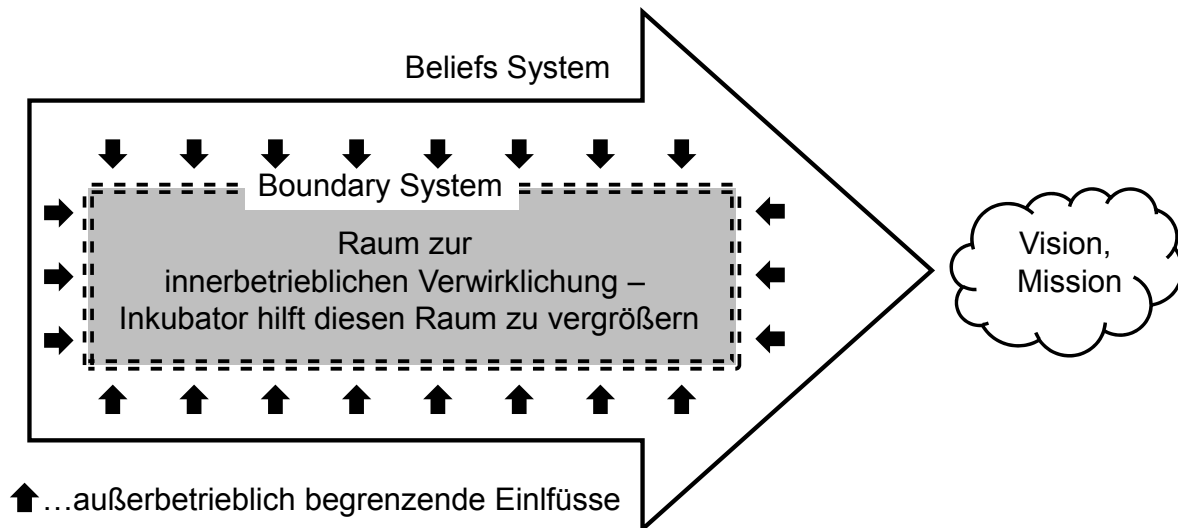 Beliefs System
Boundary System
Raum zur
innerbetrieblichen Verwirklichung –
Inkubator hilft diesen Raum zu vergrößern
Vision,
Mission
…außerbetrieblich begrenzende Einlfüsse